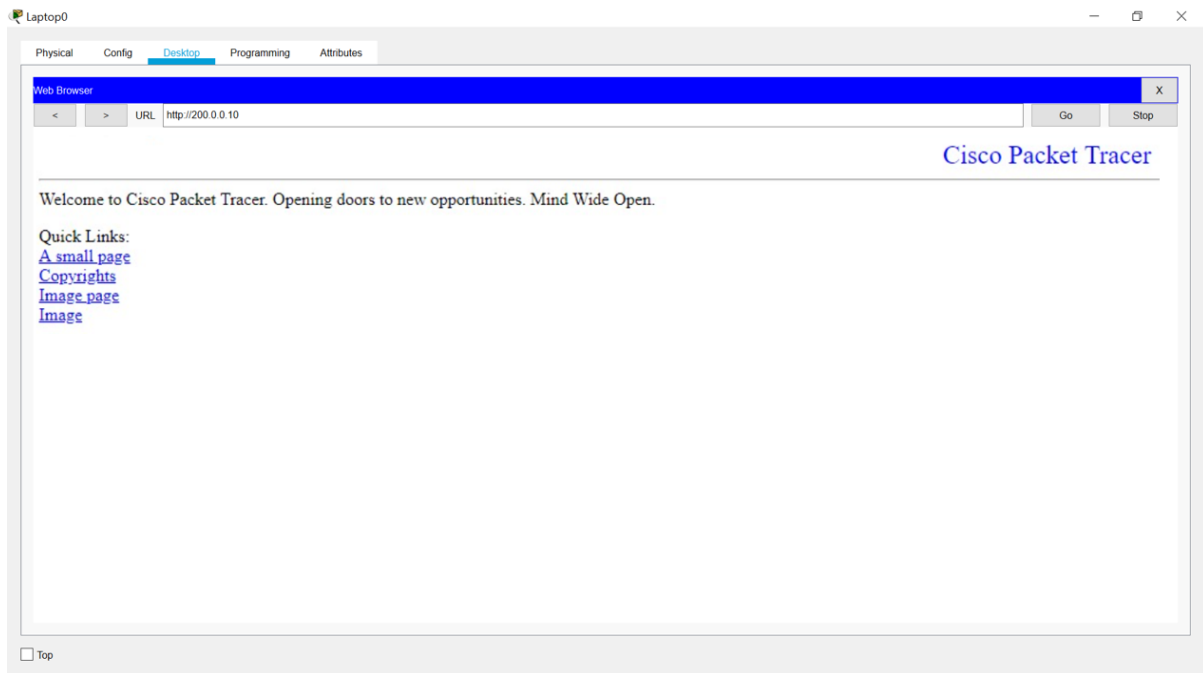 Laptop0
Physical Config Desktop Programming Attributes
Web Browser X
< > URL http://200.0.0.10 Go Stop
Cisco Packet Tracer
Welcome to Cisco Packet Tracer. Opening doors to new opportunities. Mind Wide Open.
Quick Links:
A small page
Copyrights
Image page
Image
Top